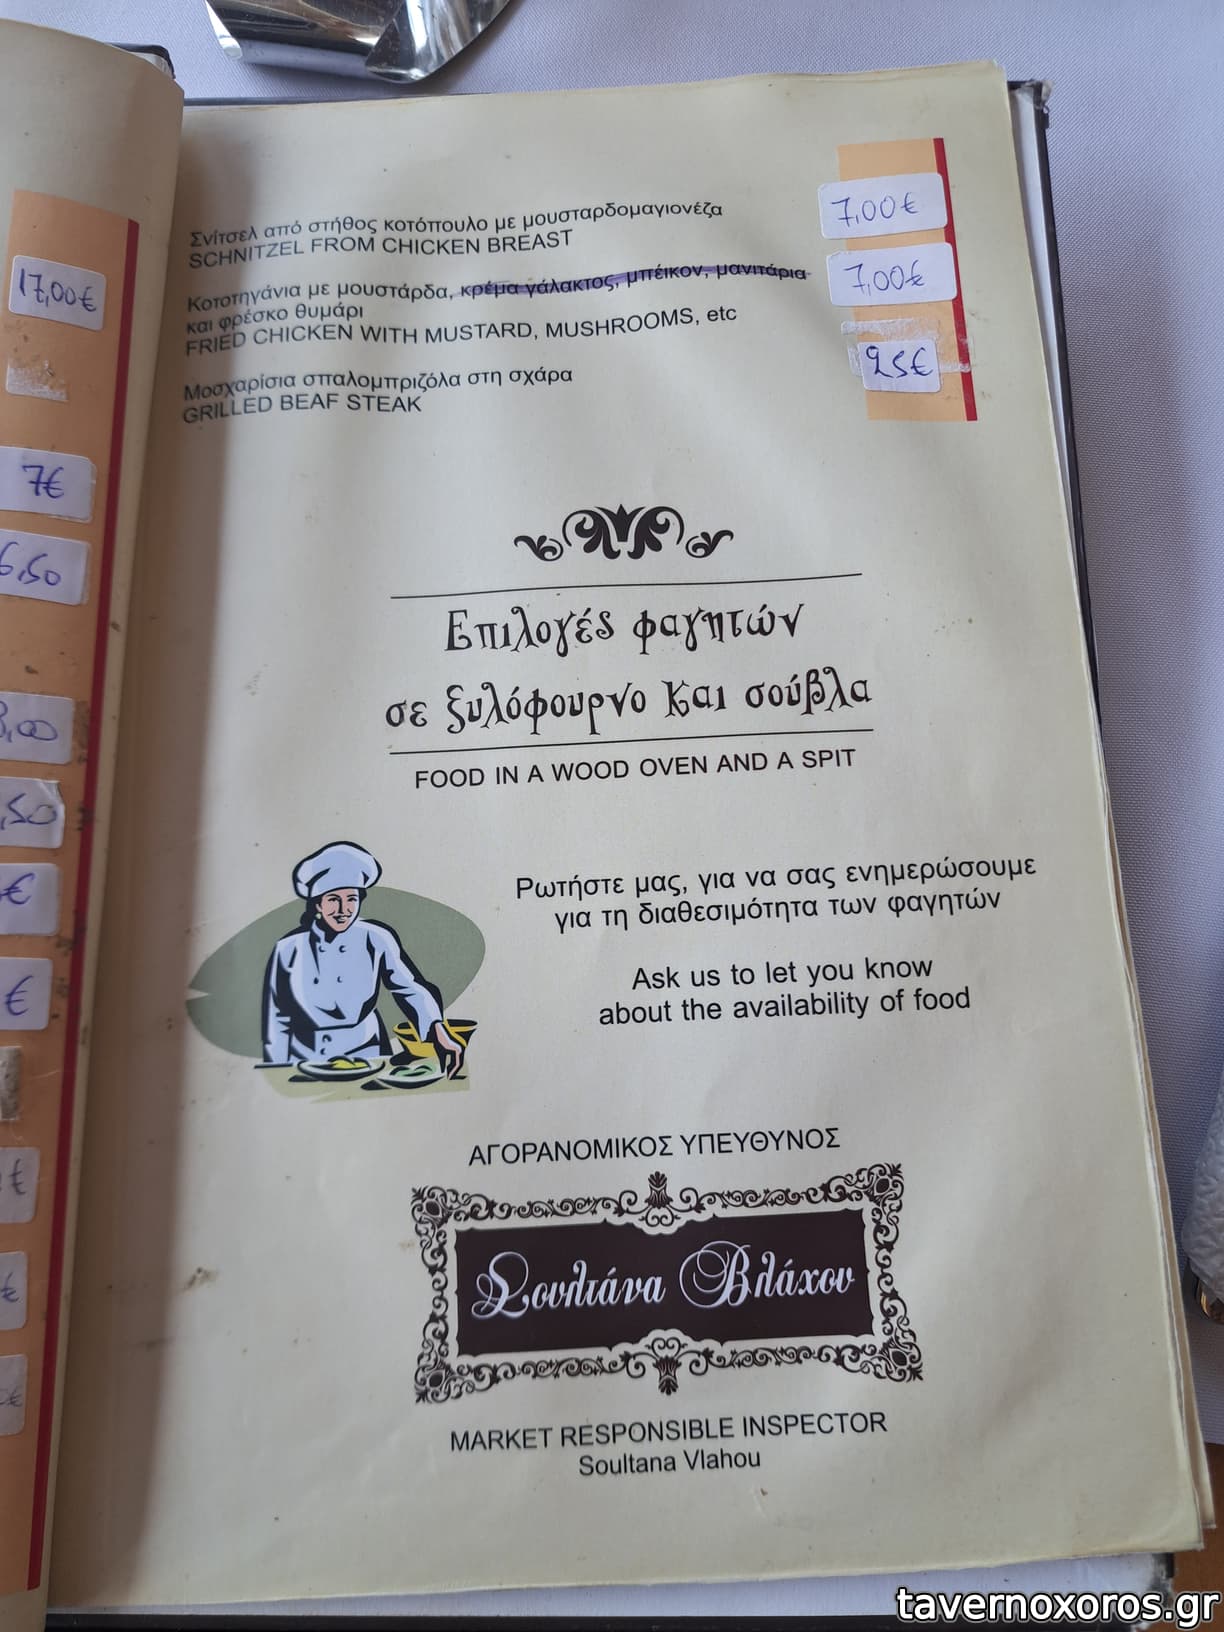 17,00€
7€
6,50
,00
,50
€
€
€
€
€
Σνίτσελ από στήθος κοτόπουλο με μουσταρδομαγιονέζα 7,00€
SCHNITZEL FROM CHICKEN BREAST
Κοτοτηγάνια με μουστάρδα, κρέμα γάλακτος, μπέικον, μανιτάρια 7,00€
και φρέσκο θυμάρι
FRIED CHICKEN WITH MUSTARD, MUSHROOMS, etc
Μοσχαρίσια σπαλομπριζόλα στη σχάρα 25€
GRILLED BEAF STEAK
Επιλογές φαγητών
σε ξυλόφουρνο και σούβλα
FOOD IN A WOOD OVEN AND A SPIT
Ρωτήστε μας, για να σας ενημερώσουμε
για τη διαθεσιμότητα των φαγητών
Ask us to let you know
about the availability of food
ΑΓΟΡΑΝΟΜΙΚΟΣ ΥΠΕΥΘΥΝΟΣ
Σουλτάνα Βλάχου
MARKET RESPONSIBLE INSPECTOR
Soultana Vlahou
tavernoxoros.gr